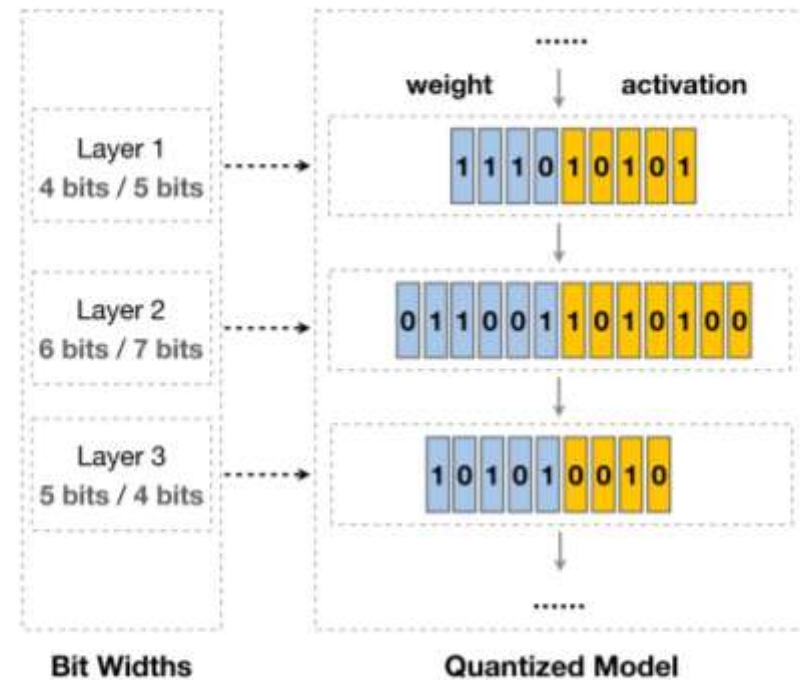 ......
weight activation
Layer 1
4 bits / 5 bits
1 1 1 0 1 0 1 0 1
Layer 2
6 bits / 7 bits
0 1 1 0 0 1 1 0 1 0 1 0 0
Layer 3
5 bits / 4 bits
1 0 1 0 1 0 0 1 0
......
Bit Widths Quantized Model